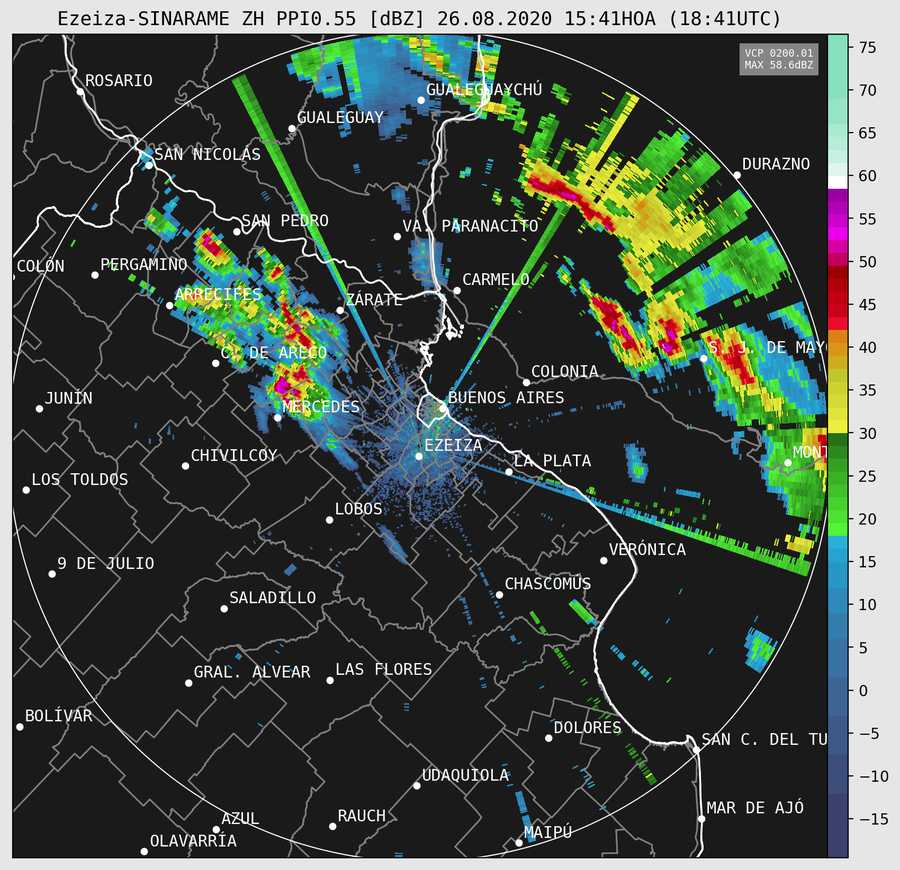 Ezeiza-SINARAME ZH PPI0.55 [dBZ] 26.08.2020 15:41HOA (18:41UTC)
VCP 0200.01
MAX 58.6dBZ
ROSARIO
GUALEGUAYCHÚ
GUALEGUAY
SAN NICOLÁS
DURAZNO
SAN PEDRO
VA. PARANACITO
COLÓN
PERGAMINO
CARMELO
ARRECIFES
ZÁRATE
S. J. DE MAY
C. DE ARECO
COLONIA
JUNÍN
MERCEDES
BUENOS AIRES
EZEIZA
MONT
CHIVILCOY
LA PLATA
LOS TOLDOS
LOBOS
VERÓNICA
9 DE JULIO
CHASCOMÚS
SALADILLO
GRAL. ALVEAR
LAS FLORES
BOLÍVAR
DOLORES
SAN C. DEL TU
UDAQUIOLA
MAR DE AJÓ
AZUL
RAUCH
OLAVARRÍA
MAIPÚ
75
70
65
60
55
50
45
40
35
30
25
20
15
10
5
0
−5
−10
−15